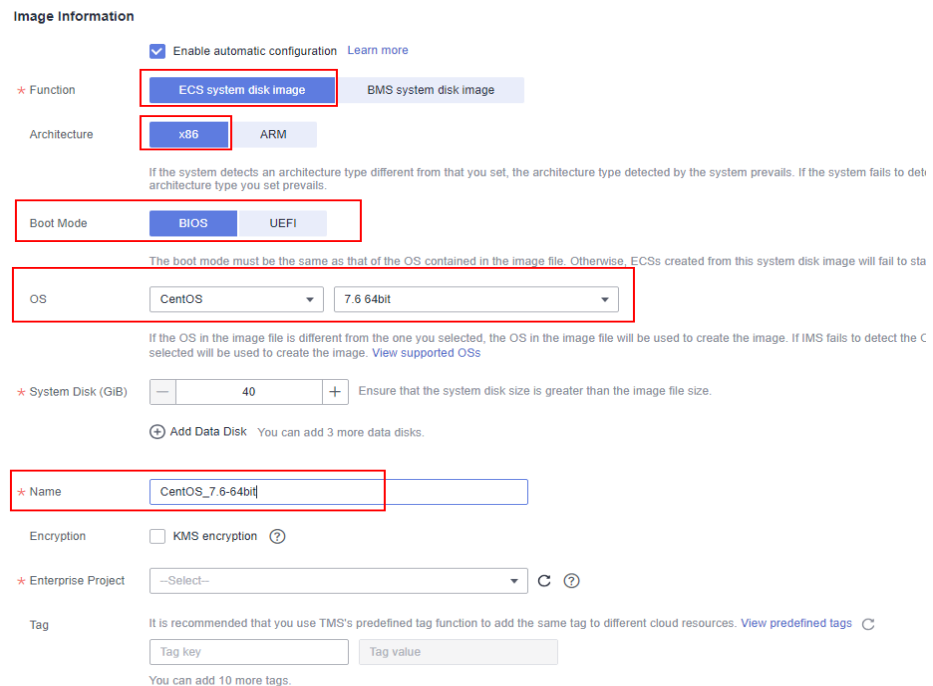 Image Information
Enable automatic configuration Learn more
* Function ECS system disk image BMS system disk image
Architecture x86 ARM
If the system detects an architecture type different from that you set, the architecture type detected by the system prevails. If the system fails to
architecture type you set prevails.
Boot Mode BIOS UEFI
The boot mode must be the same as that of the OS contained in the image file. Otherwise, ECSs created from this system disk image will fail to
OS CentOS 7.6 64bit
If the OS in the image file is different from the one you selected, the OS in the image file will be used to create the image. If IMS fails to detect the
selected will be used to create the image. View supported OSs
* System Disk (GiB) — 40 + Ensure that the system disk size is greater than the image file size.
Add Data Disk You can add 3 more data disks.
* Name CentOS_7.6-64bit
Encryption KMS encryption ?
* Enterprise Project --Select-- ?
Tag It is recommended that you use TMS's predefined tag function to add the same tag to different cloud resources. View predefined tags
Tag key Tag value
You can add 10 more tags.